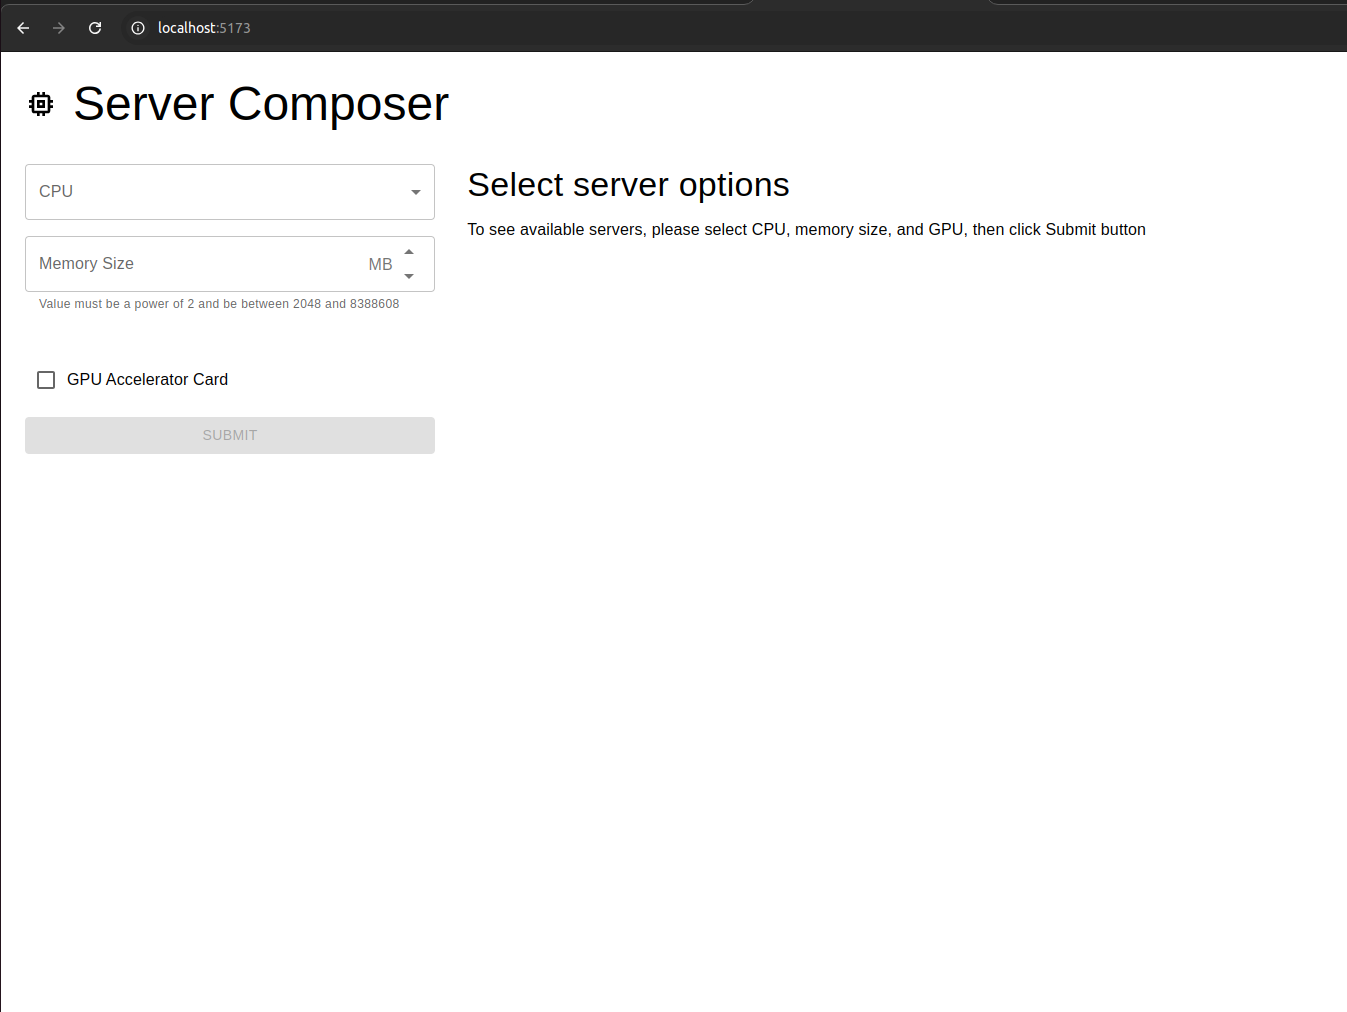 localhost:5173
Server Composer
CPU
Memory Size
MB
Value must be a power of 2 and be between 2048 and 8388608
GPU Accelerator Card
SUBMIT
Select server options
To see available servers, please select CPU, memory size, and GPU, then click Submit button